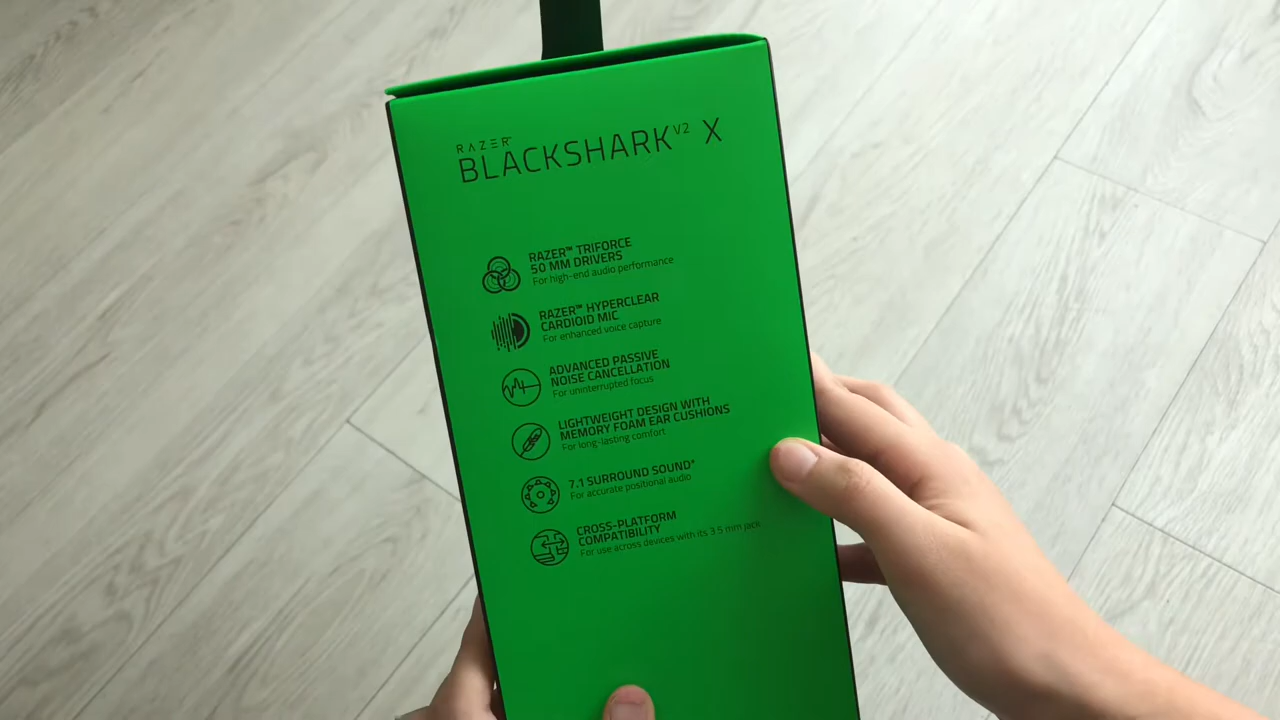 RAZER™
BLACKSHARK V2 X
RAZER™ TRIFORCE
50 MM DRIVERS
For high-end audio performance
RAZER™ HYPERCLEAR
CARDIOID MIC
For enhanced voice capture
ADVANCED PASSIVE
NOISE CANCELLATION
For uninterrupted focus
LIGHTWEIGHT DESIGN WITH
MEMORY FOAM EAR CUSHIONS
For long-lasting comfort
7.1 SURROUND SOUND*
For accurate positional audio
CROSS-PLATFORM
COMPATIBILITY
For use across devices with its 3.5 mm jack